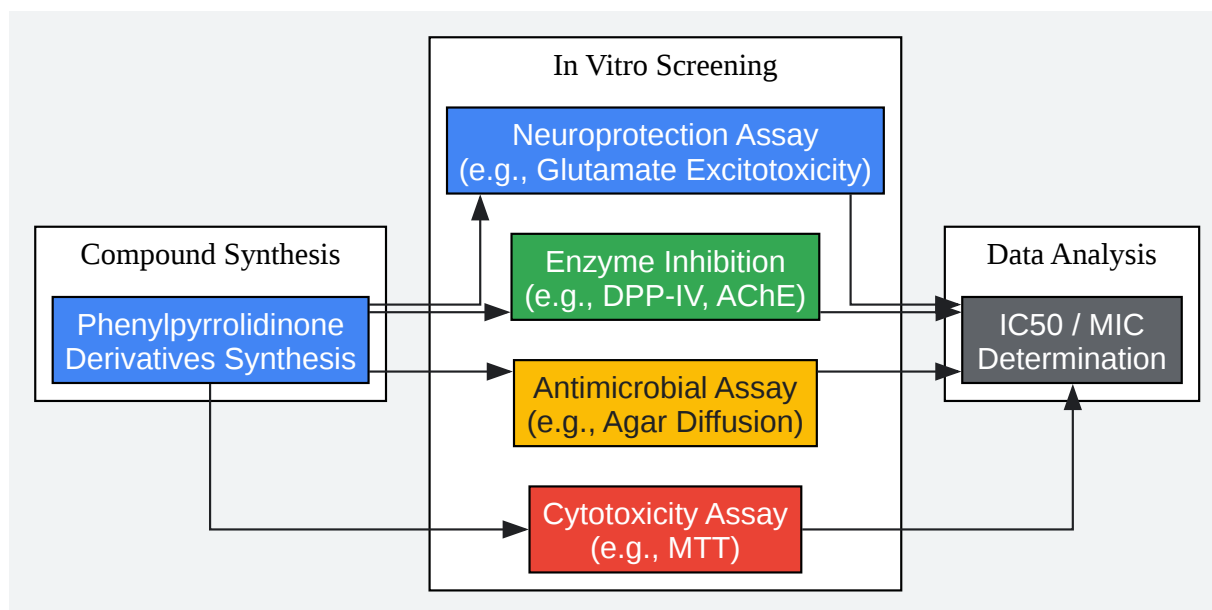 In Vitro Screening
Neuroprotection Assay
(e.g., Glutamate Excitotoxicity)
Compound Synthesis
Phenylpyrrolidinone
Derivatives Synthesis
Enzyme Inhibition
(e.g., DPP-IV, AChE)
Antimicrobial Assay
(e.g., Agar Diffusion)
Cytotoxicity Assay
(e.g., MTT)
Data Analysis
IC50 / MIC
Determination